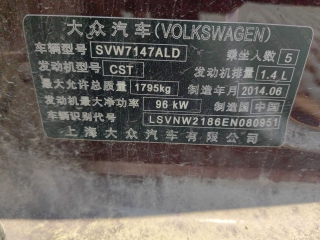 大众汽车(VOLKSWAGEN)
车辆型号 SVW7147ALD 乘坐人数 5
发动机型号 CST 发动机排量 1.4 L
最大允许总质量 1795kg 制造年月 2014.06
发动机最大净功率 96 kW 制造国 中国
车辆识别代号 LSVNW2186EN080951
上海大众汽车有限公司